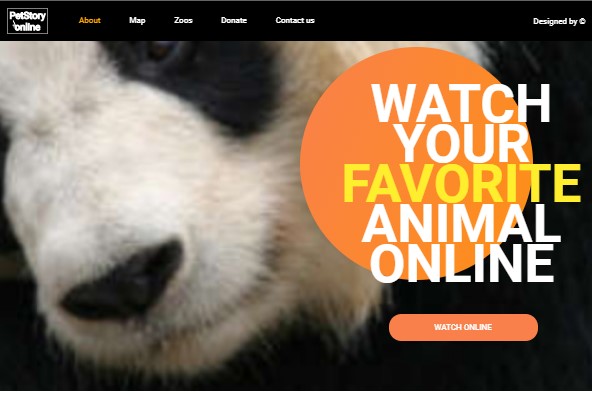 PetStory
online
About
Map
Zoos
Donate
Contact us
Designed by ©
WATCH
YOUR
FAVORITE
ANIMAL
ONLINE
WATCH ONLINE